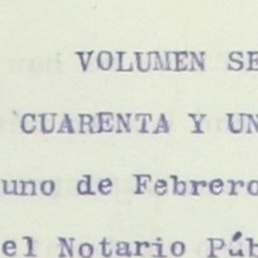 VOLUMEN SE
CUARENTA Y UN
uno de Febrero
el Notario Púb